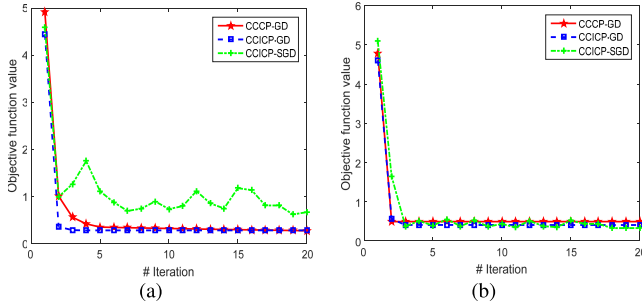 5
4
3
2
1
0
0
5
10
15
20
Objective function value
# Iteration
CCCP-GD
CCICP-GD
CCICP-SGD
(a)
6
5
4
3
2
1
0
0
5
10
15
20
Objective function value
# Iteration
CCCP-GD
CCICP-GD
CCICP-SGD
(b)